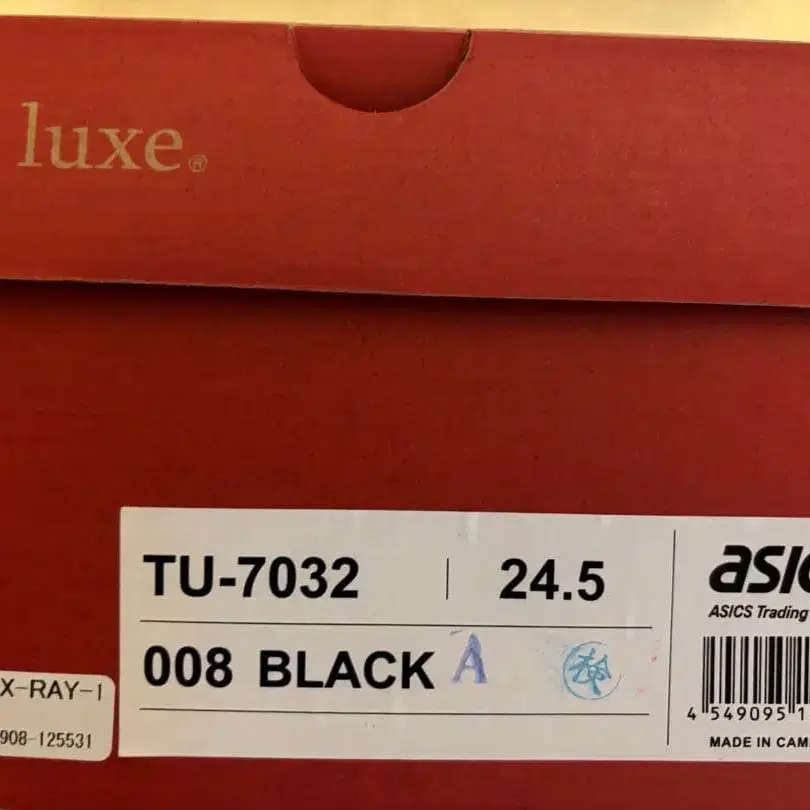 luxe®
TU-7032 | 24.5
008 BLACK A
asic
ASICS Trading
4 549095 1
MADE IN CAM
X-RAY-I
908-125531